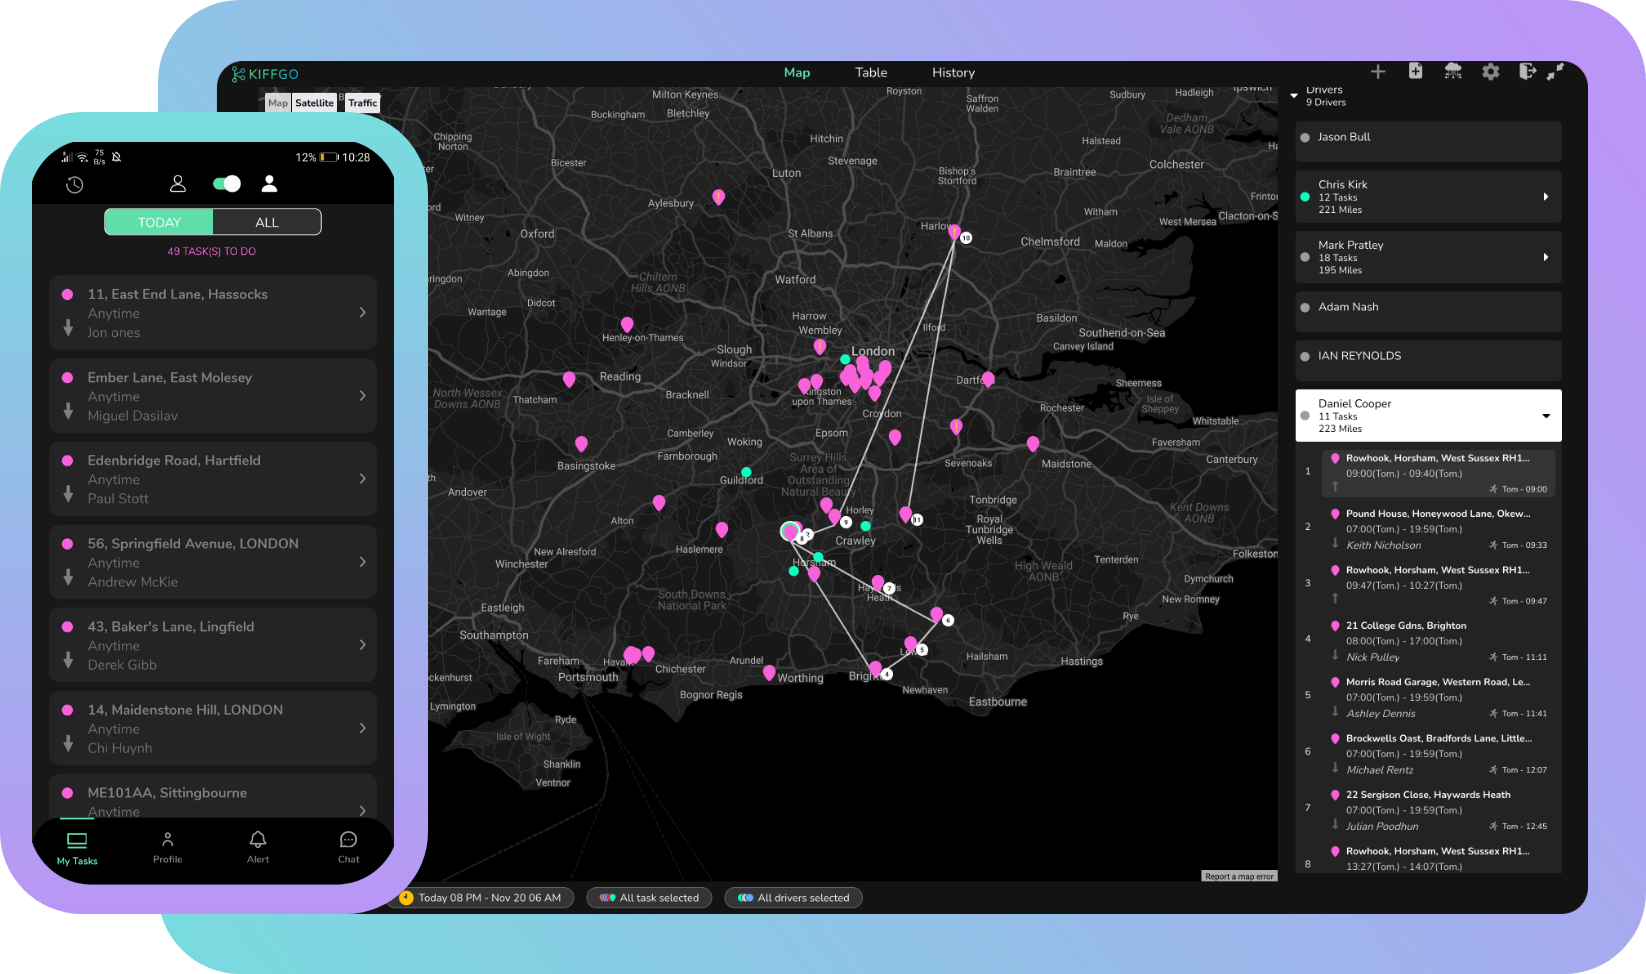 KIFFGO
Map
Table
History
Map
Satellite
Traffic
Drivers
9 Drivers
Jason Bull
Chris Kirk
12 Tasks
221 Miles
Mark Pratley
18 Tasks
195 Miles
Adam Nash
IAN REYNOLDS
Daniel Cooper
11 Tasks
223 Miles
1
Rowhook, Horsham, West Sussex RH1...
09:00(Tom.) - 09:40(Tom.)
Tom - 09:00
2
Pound House, Honeywood Lane, Okew...
07:00(Tom.) - 19:59(Tom.)
Keith Nicholson
Tom - 09:33
3
Rowhook, Horsham, West Sussex RH1...
09:47(Tom.) - 10:27(Tom.)
Tom - 09:47
4
21 College Gdns, Brighton
08:00(Tom.) - 17:00(Tom.)
Nick Pulley
Tom - 11:11
5
Morris Road Garage, Western Road, Le...
07:00(Tom.) - 19:59(Tom.)
Ashley Dennis
Tom - 11:41
6
Brockwells Oast, Bradfords Lane, Little...
07:00(Tom.) - 19:59(Tom.)
Michael Rentz
Tom - 12:07
7
22 Sergison Close, Haywards Heath
07:00(Tom.) - 19:59(Tom.)
Julian Poodhun
Tom - 12:45
8
Rowhook, Horsham, West Sussex RH1...
13:27(Tom.) - 14:07(Tom.)
75
B/s
12%
10:28
TODAY
ALL
49 TASK(S) TO DO
11, East End Lane, Hassocks
Anytime
Jon ones
Ember Lane, East Molesey
Anytime
Miguel Dasilav
Edenbridge Road, Hartfield
Anytime
Paul Stott
56, Springfield Avenue, LONDON
Anytime
Andrew McKie
43, Baker's Lane, Lingfield
Anytime
Derek Gibb
14, Maidenstone Hill, LONDON
Anytime
Chi Huynh
ME101AA, Sittingbourne
Anytime
My Tasks
Profile
Alert
Chat
Milton Keynes
Royston
Saffron
Walden
Sudbury
Hadleigh
Ipswich
Buckingham
Bletchley
Dedham
Vale AONB
Chipping
Norton
Hitchin
Halstead
Bicester
Stevenage
Colchester
Luton
Bishop's
Stortford
Braintree
Aylesbury
Witney
Witham
Frinton
West Mersea
Clacton-on-S
Oxford
St Albans
Harlow
Chelmsford
Maldon
Abingdon
Chiltern
Hills AONB
Watford
Didcot
Wantage
Harrow
Wembley
Ilford
Basildon
Southend-on-Sea
Canvey Island
Henley-on-Thames
Slough
Windsor
London
Reading
Dartford
Sheerness
North Wessex
Downs AONB
Thatcham
Bracknell
Kingston
upon Thames
Croydon
Rochester
Isle of
Sheppey
Whitstable
Camberley
Epsom
Woking
Farnborough
Faversham
Basingstoke
Surrey Hills
Area of
Outstanding
Natural Beauty
Sevenoaks
Maidstone
Canterbury
Guildford
Andover
Tonbridge
Alton
Horley
Royal
Tunbridge
Wells
Kent Downs
AONB
Crawley
Haslemere
New Alresford
Winchester
Horsham
Tenterden
Folkeston
High Weald
AONB
Dymchurch
South Downs
National Park
Haywards
Heath
New Romney
Eastleigh
Rye
Southampton
Hailsham
Hastings
Fareham
Arundel
Portsmouth
Chichester
Worthing
Brighton
Newhaven
Bognor Regis
Eastbourne
ckenhurst
Lymington
Ryde
Isle of Wight
Shanklin
Ventnor
10
9
11
7
6
5
4
Report a map error
4
Today 08 PM - Nov 20 06 AM
All task selected
All drivers selected